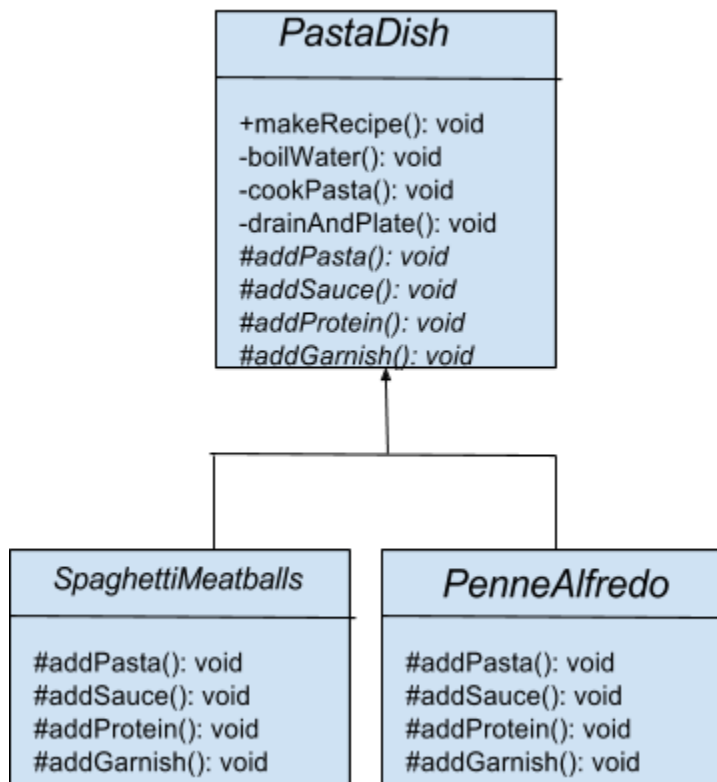 PastaDish
+makeRecipe(): void
-boilWater(): void
-cookPasta(): void
-drainAndPlate(): void
#addPasta(): void
#addSauce(): void
#addProtein(): void
#addGarnish(): void
SpaghettiMeatballs
#addPasta(): void
#addSauce(): void
#addProtein(): void
#addGarnish(): void
PenneAlfredo
#addPasta(): void
#addSauce(): void
#addProtein(): void
#addGarnish(): void